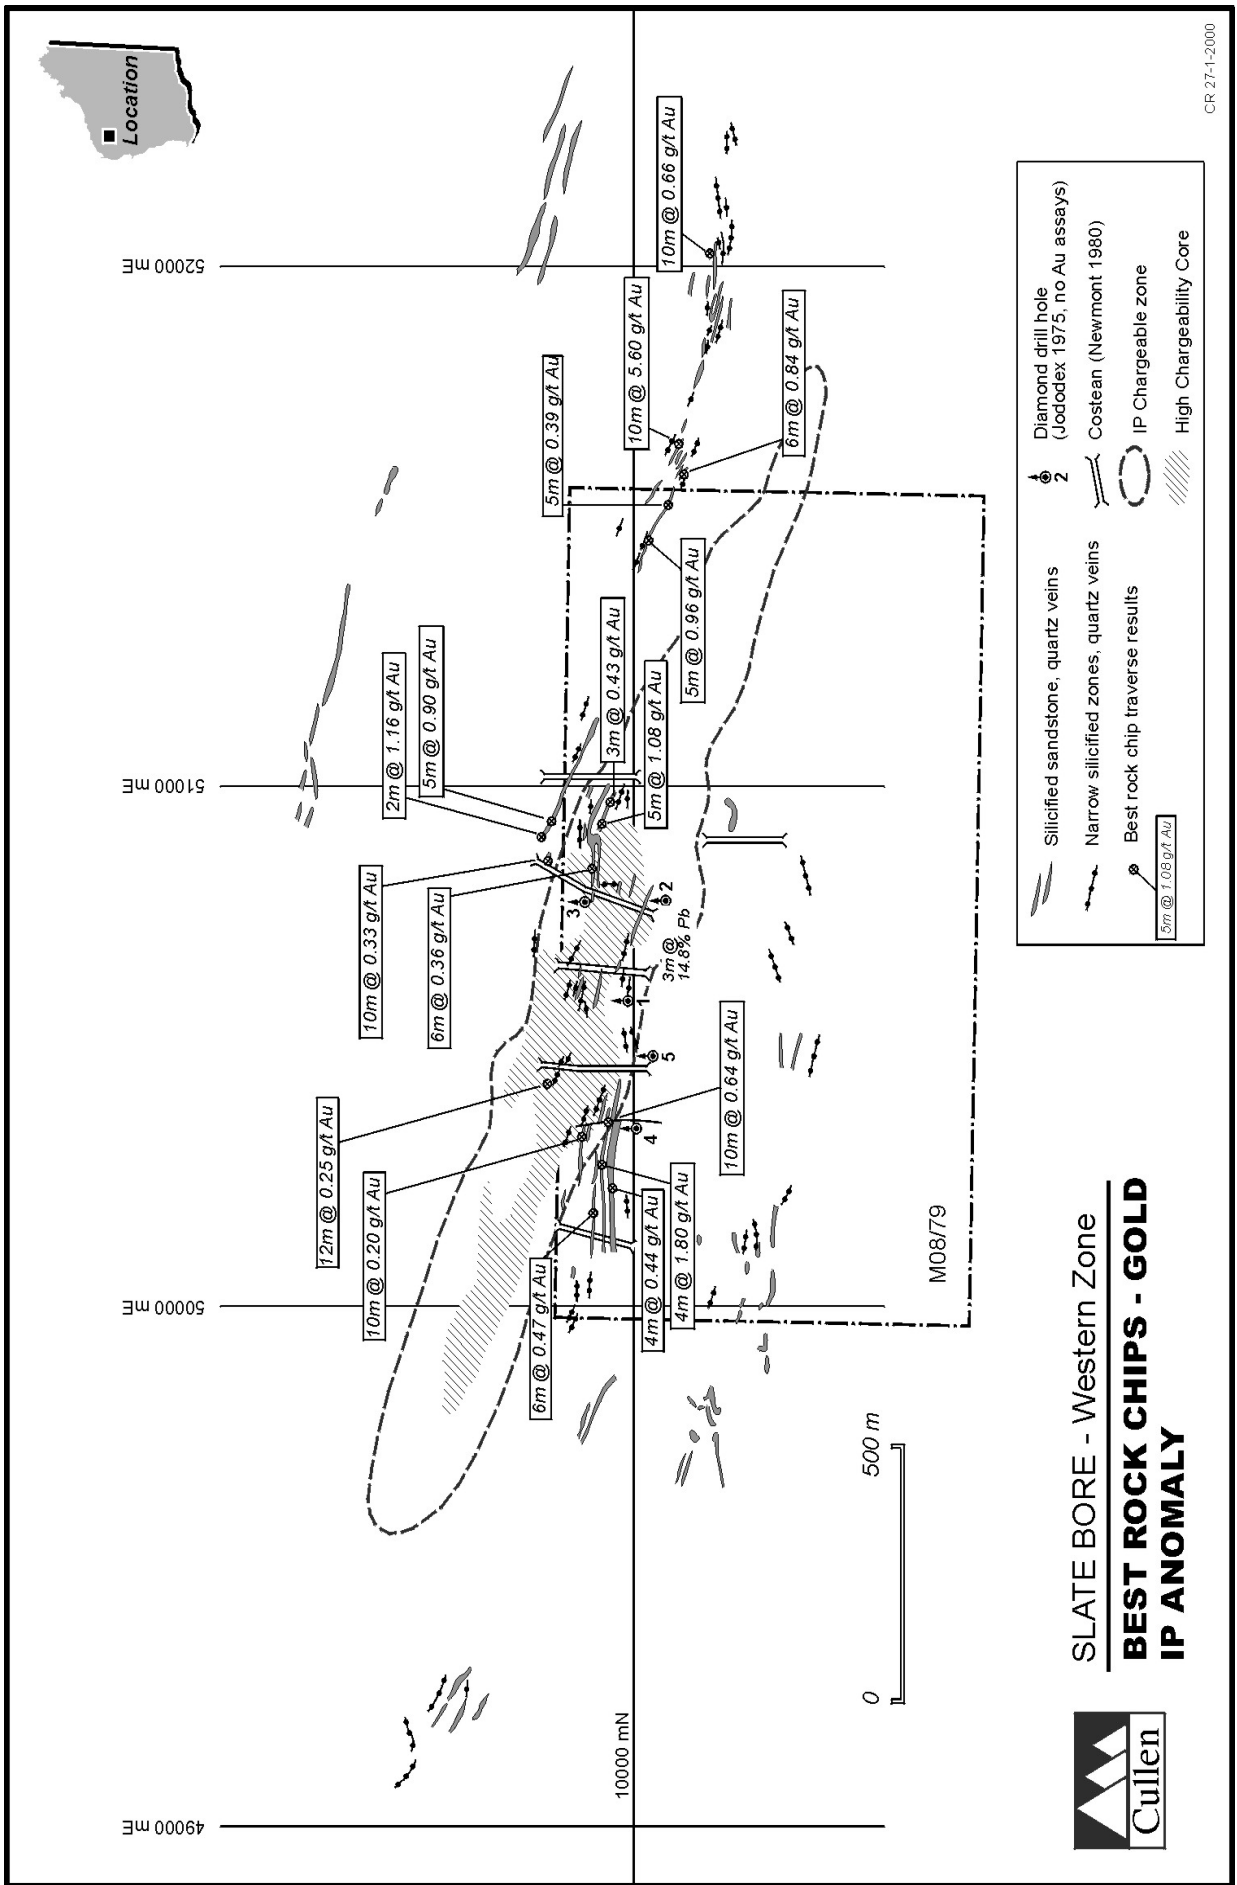 Location
49000 mE
50000 mE
51000 mE
52000 mE
10000 mN
12m @ 0.25 g/t Au
10m @ 0.20 g/t Au
6m @ 0.47 g/t Au
10m @ 0.33 g/t Au
6m @ 0.36 g/t Au
2m @ 1.16 g/t Au
5m @ 0.90 g/t Au
5m @ 0.39 g/t Au
10m @ 5.60 g/t Au
10m @ 0.66 g/t Au
3m @ 0.43 g/t Au
5m @ 1.08 g/t Au
5m @ 0.96 g/t Au
6m @ 0.84 g/t Au
4m @ 0.44 g/t Au
4m @ 1.80 g/t Au
10m @ 0.64 g/t Au
3m @
14.8% Pb
4
5
1
3
2
M08/79
0
500 m
Cullen
SLATE BORE - Western Zone
BEST ROCK CHIPS - GOLD
IP ANOMALY
Silicified sandstone, quartz veins
Narrow silicified zones, quartz veins
Best rock chip traverse results
5m @ 1.08 g/t Au
2
Diamond drill hole
(Jododex 1975, no Au assays)
Costean (Newmont 1980)
IP Chargeable zone
High Chargeability Core
CR 27-1-2000